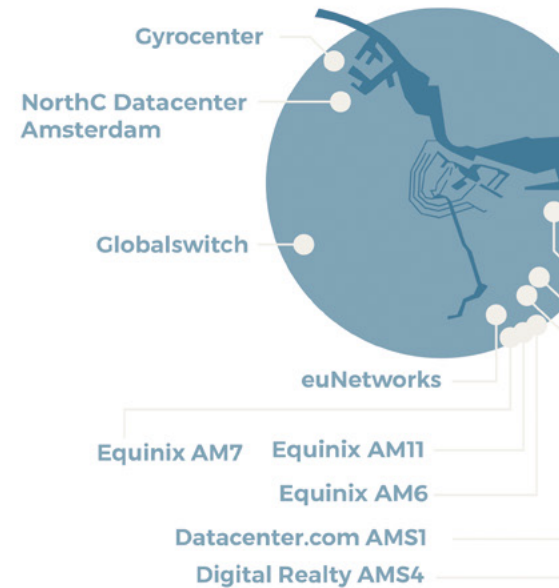 Gyrocenter
NorthC Datacenter
Amsterdam
Globalswitch
euNetworks
Equinix AM7
Equinix AM11
Equinix AM6
Datacenter.com AMS1
Digital Realty AMS4